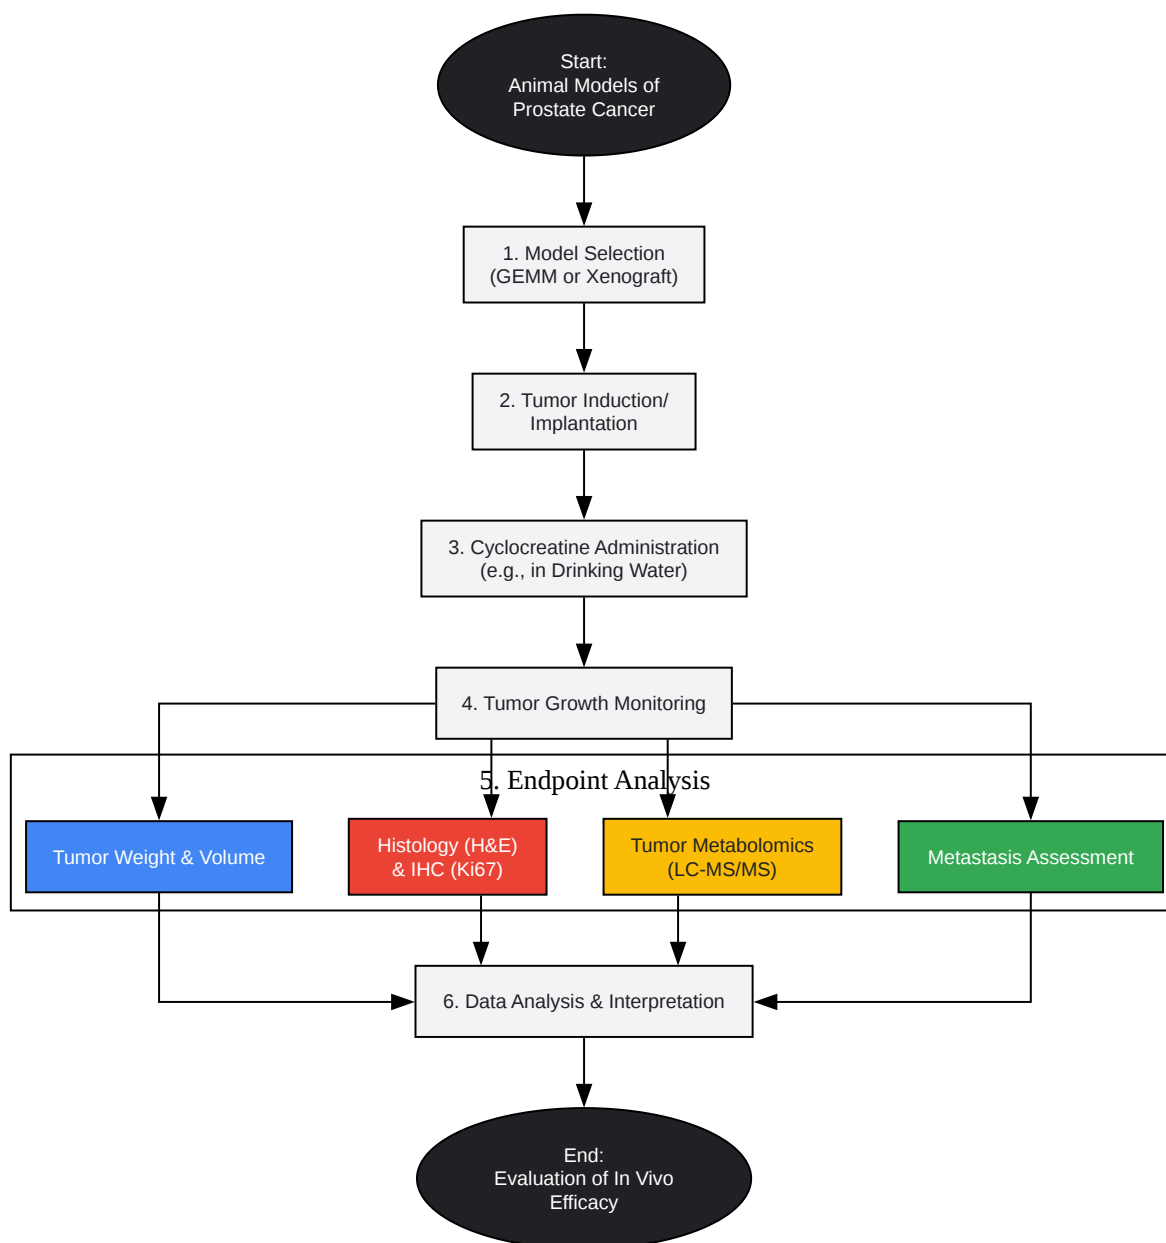 Start:
Animal Models of
Prostate Cancer
1. Model Selection
(GEMM or Xenograft)
2. Tumor Induction/
Implantation
3. Cyclocreatine Administration
(e.g., in Drinking Water)
4. Tumor Growth Monitoring
5. Endpoint Analysis
Tumor Weight & Volume
Histology (H&E)
& IHC (Ki67)
Tumor Metabolomics
(LC-MS/MS)
Metastasis Assessment
6. Data Analysis & Interpretation
End:
Evaluation of In Vivo
Efficacy